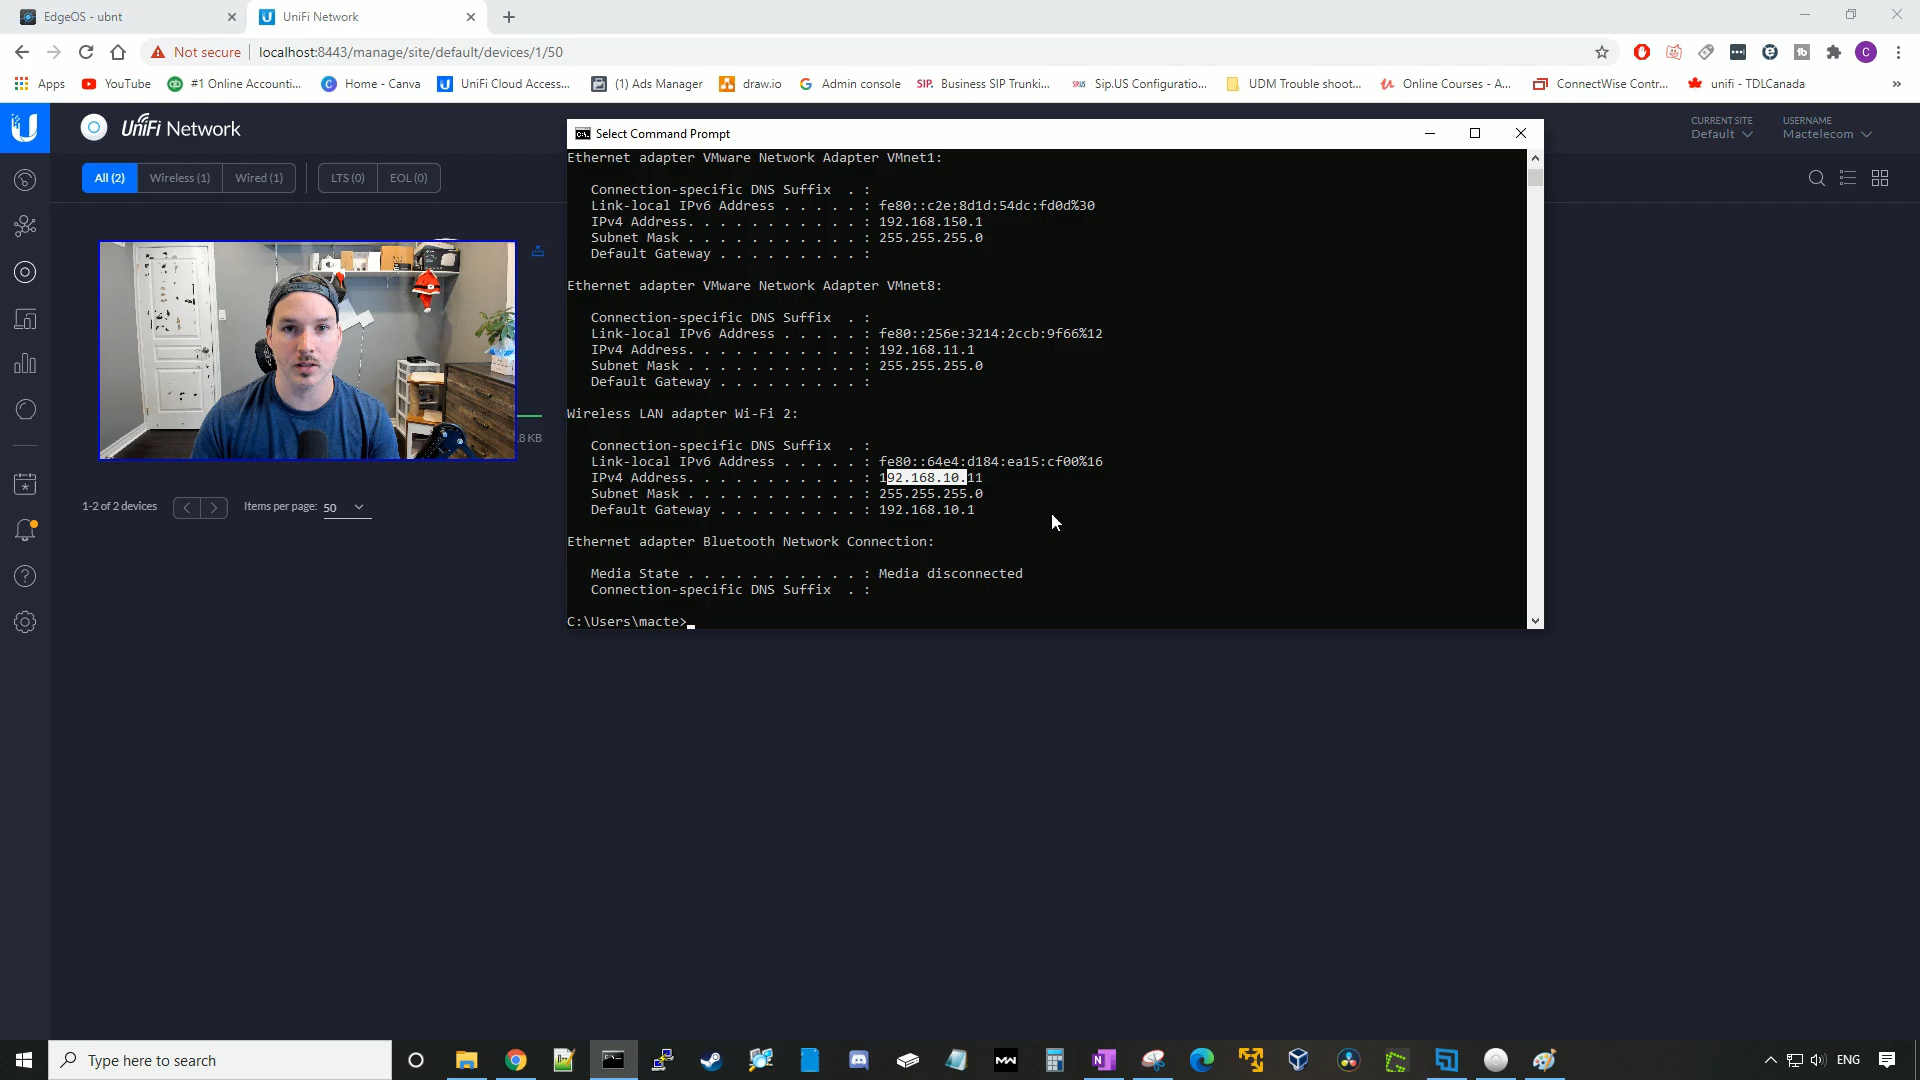 EdgeOS - ubnt
UniFi Network
Not secure
localhost:8443/manage/site/default/devices/1/50
Apps
YouTube
#1 Online Accounti...
Home - Canva
UniFi Cloud Access...
(1) Ads Manager
draw.io
Admin console
SIP. Business SIP Trunki...
Sip.US Configuratio...
UDM Trouble shoot...
Online Courses - A...
ConnectWise Contr...
unifi - TDLCanada
»
UniFi Network
CURRENT SITE
Default
USERNAME
Mactelecom
All (2)
Wireless (1)
Wired (1)
LTS (0)
EOL (0)
Select Command Prompt
Ethernet adapter VMware Network Adapter VMnet1:
Connection-specific DNS Suffix  . :
Link-local IPv6 Address . . . . . : fe80::c2e:8d1d:54dc:fd0d%30
IPv4 Address. . . . . . . . . . . : 192.168.150.1
Subnet Mask . . . . . . . . . . . : 255.255.255.0
Default Gateway . . . . . . . . . :
Ethernet adapter VMware Network Adapter VMnet8:
Connection-specific DNS Suffix  . :
Link-local IPv6 Address . . . . . : fe80::256e:3214:2ccb:9f66%12
IPv4 Address. . . . . . . . . . . : 192.168.11.1
Subnet Mask . . . . . . . . . . . : 255.255.255.0
Default Gateway . . . . . . . . . :
Wireless LAN adapter Wi-Fi 2:
Connection-specific DNS Suffix  . :
Link-local IPv6 Address . . . . . : fe80::64e4:d184:ea15:cf00%16
IPv4 Address. . . . . . . . . . . : 192.168.10.11
Subnet Mask . . . . . . . . . . . : 255.255.255.0
Default Gateway . . . . . . . . . : 192.168.10.1
Ethernet adapter Bluetooth Network Connection:
Media State . . . . . . . . . . . : Media disconnected
Connection-specific DNS Suffix  . :
C:\Users\macte>
.8 KB
1-2 of 2 devices
Items per page: 50
Type here to search
ENG